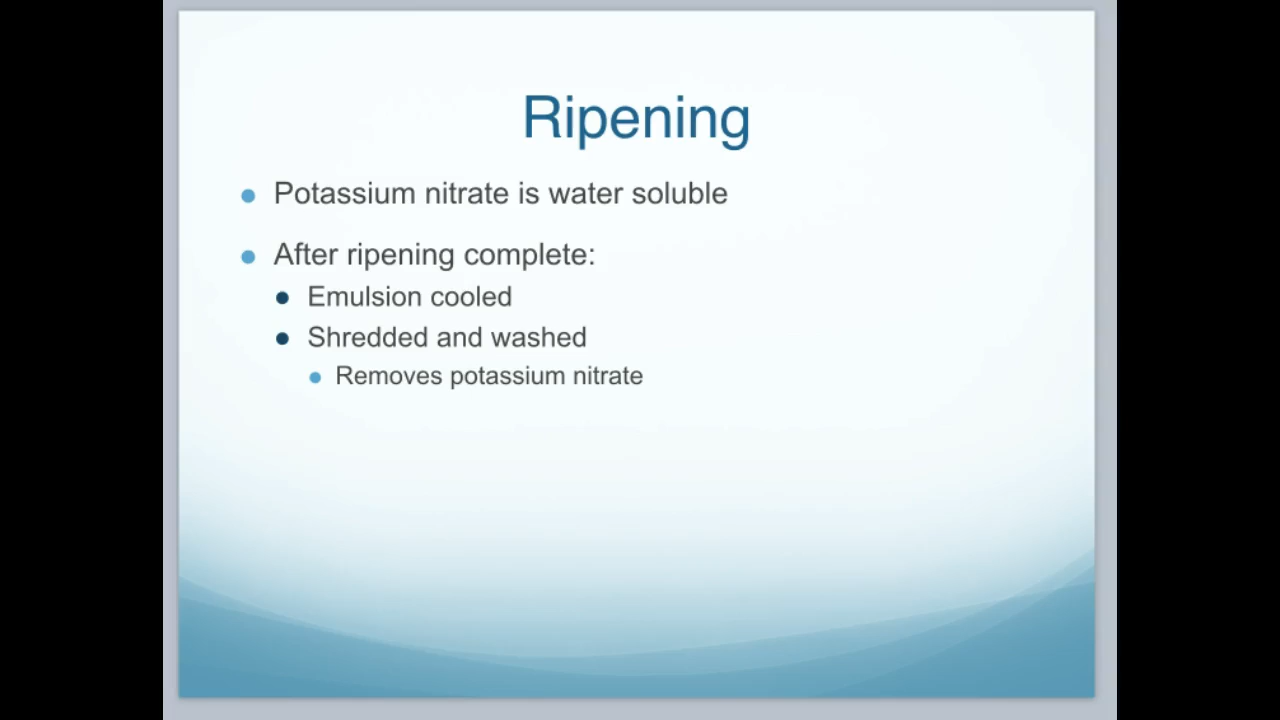 Ripening
Potassium nitrate is water soluble
After ripening complete:
Emulsion cooled
Shredded and washed
Removes potassium nitrate